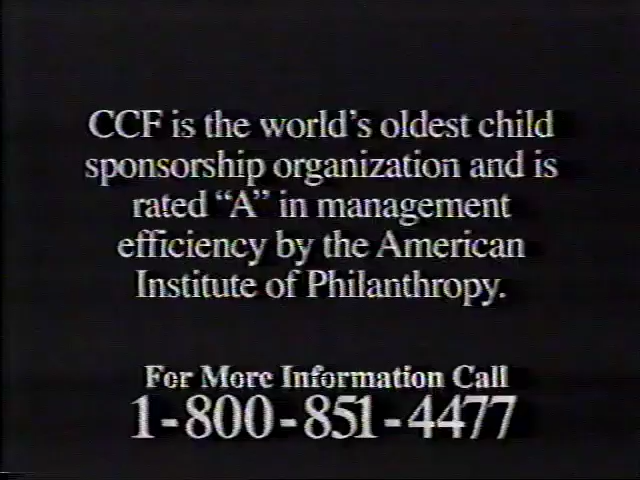 CCF is the world's oldest child
sponsorship organization and is
rated “A” in management
efficiency by the American
Institute of Philanthropy.
For More Information Call
1-800-851-4477